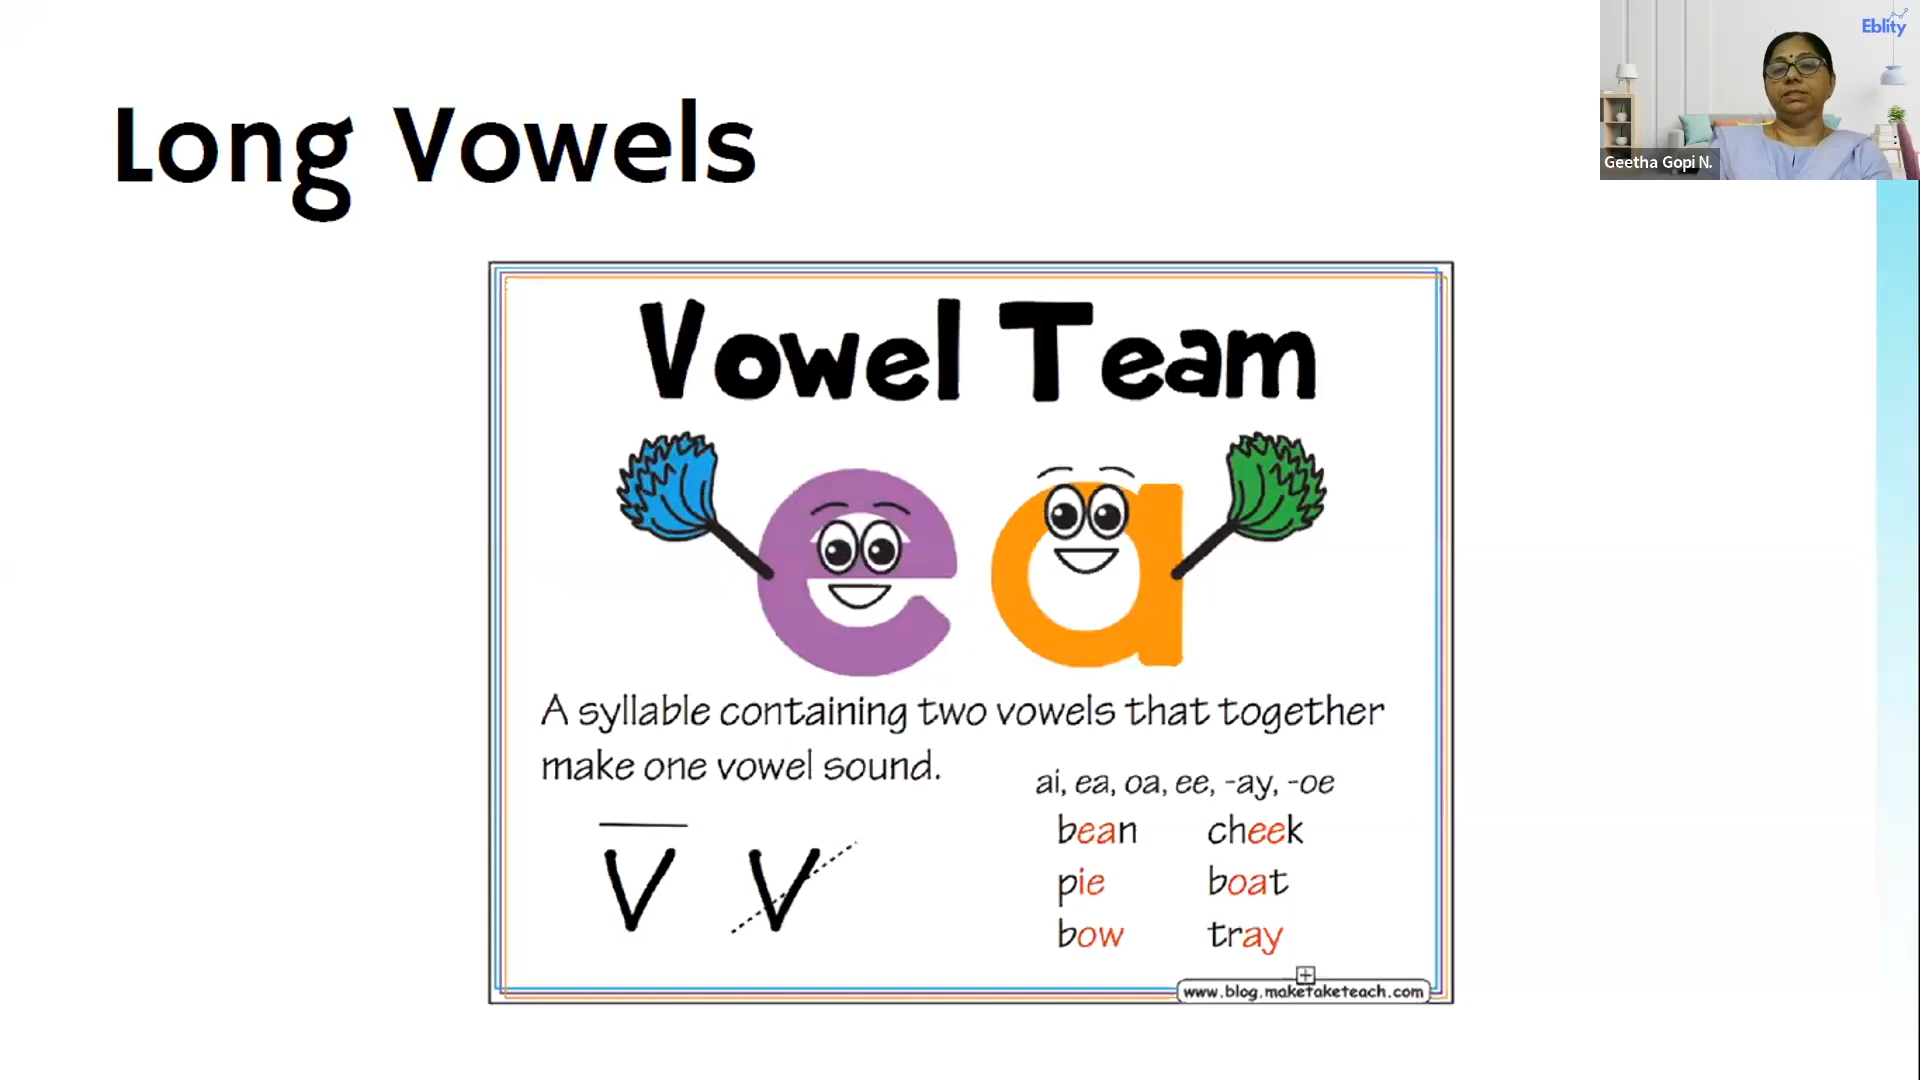 Long Vowels
Eblity
Geetha Gopi N.
Vowel Team
ea
A syllable containing two vowels that together
make one vowel sound.
ai, ea, oa, ee, -ay, -oe
bean cheek
pie boat
bow tray
V V
www.blog.maketaketeach.com